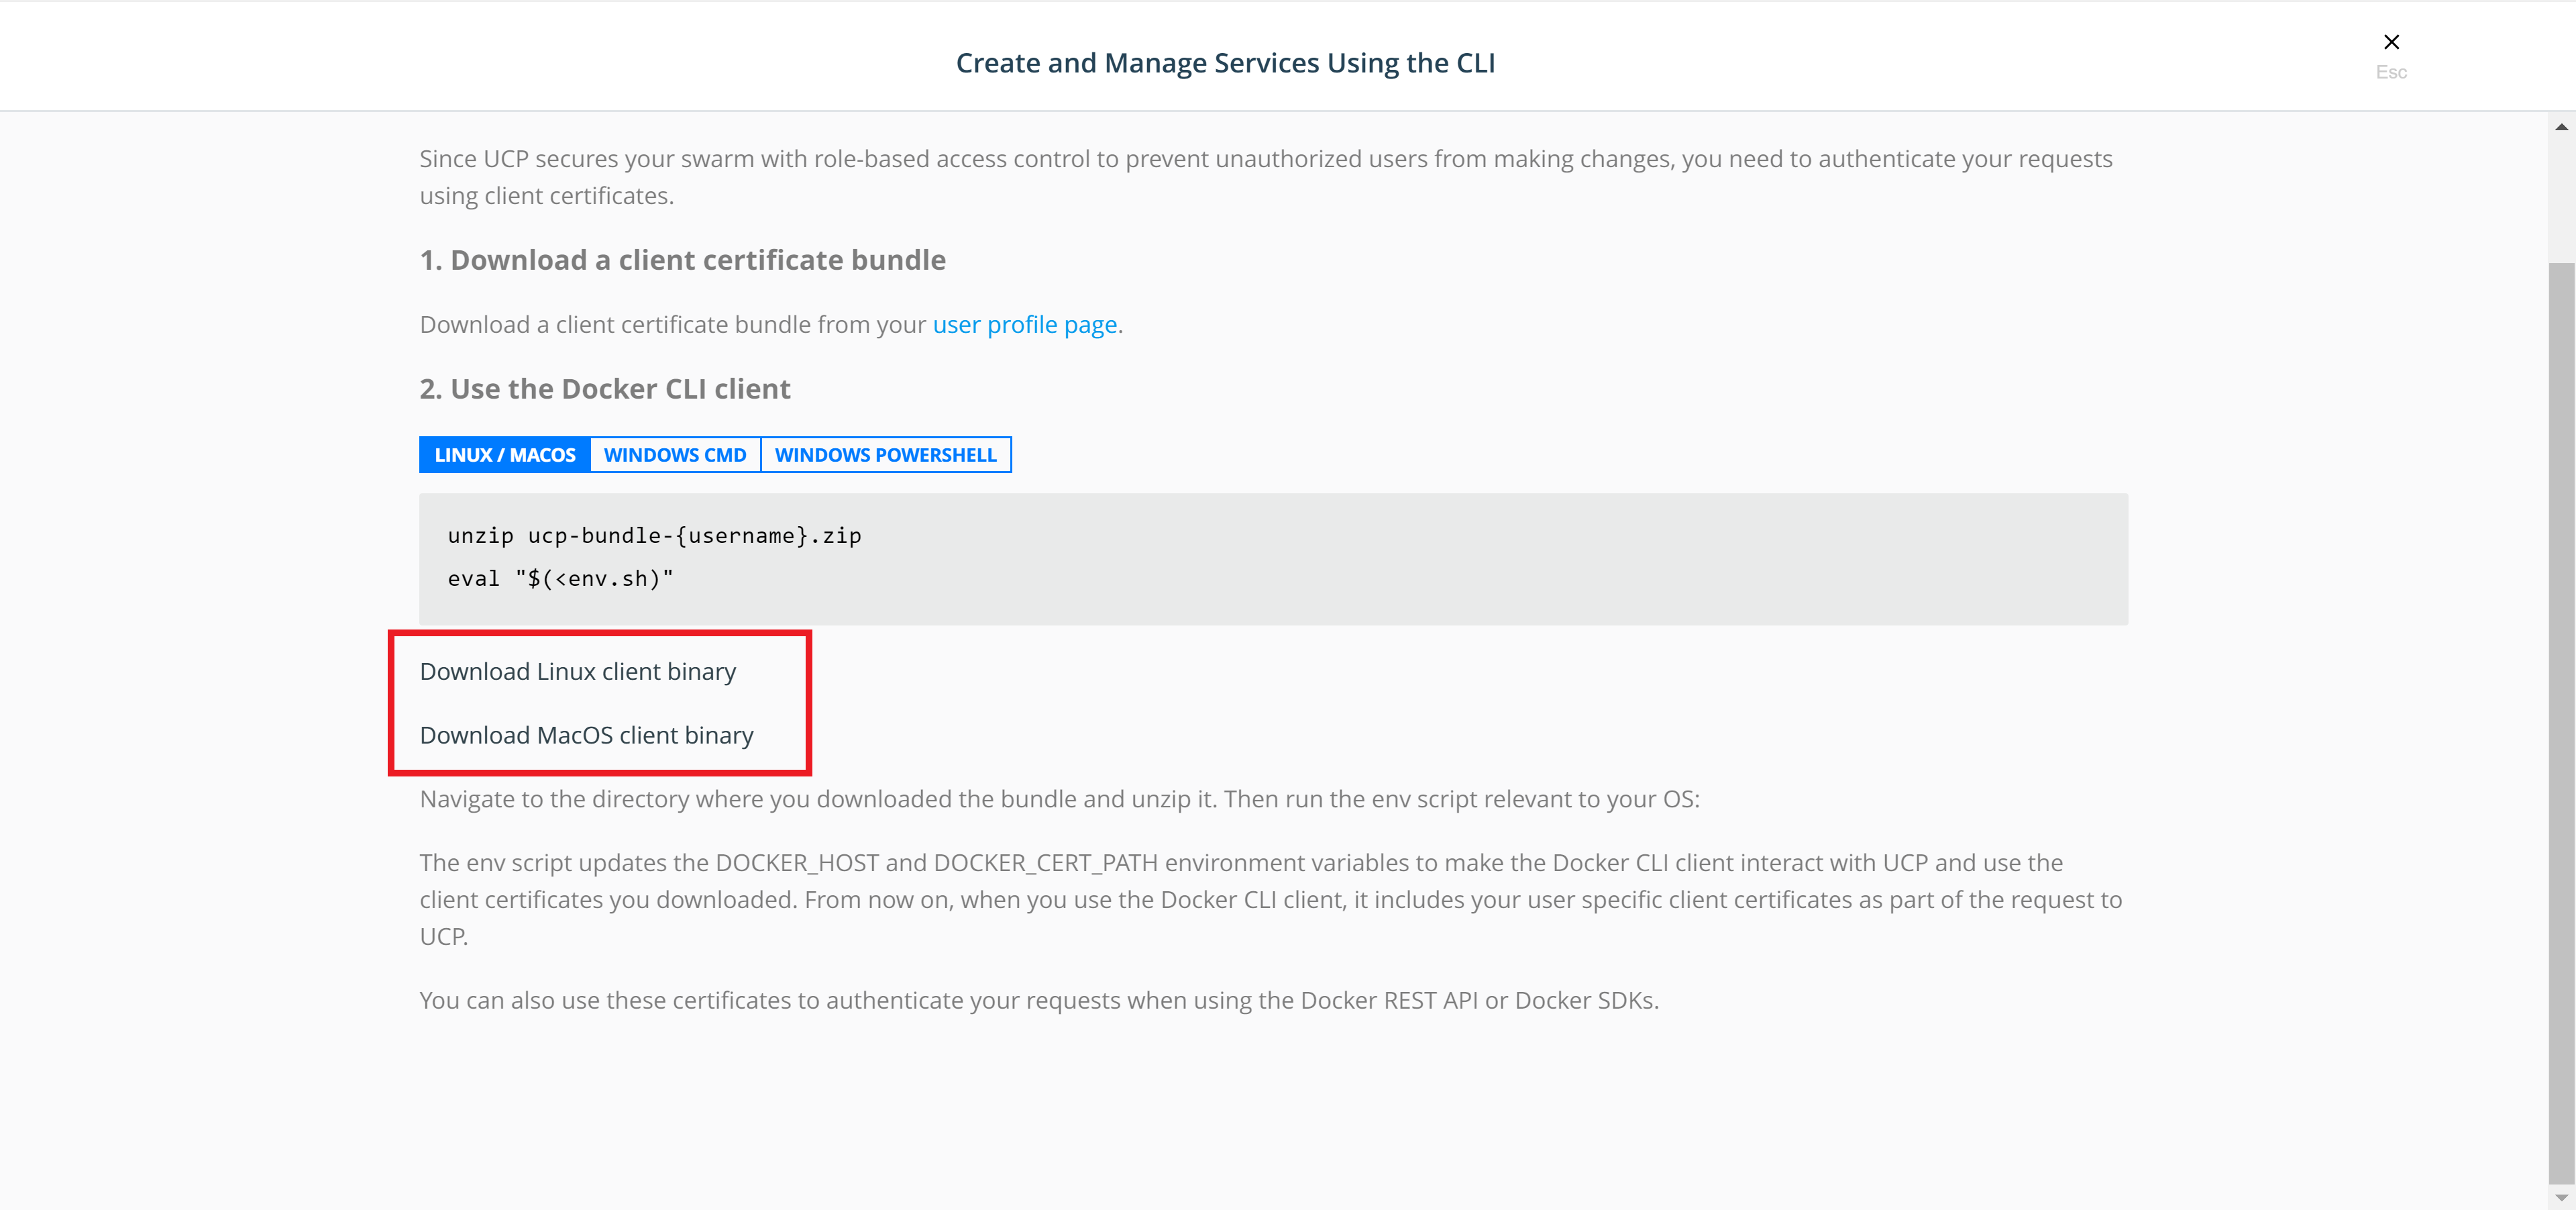 Create and Manage Services Using the CLI
Esc
Since UCP secures your swarm with role-based access control to prevent unauthorized users from making changes, you need to authenticate your requests
using client certificates.
1. Download a client certificate bundle
Download a client certificate bundle from your user profile page.
2. Use the Docker CLI client
LINUX / MACOS WINDOWS CMD WINDOWS POWERSHELL
unzip ucp-bundle-{username}.zip
eval "$(<env.sh)"
Download Linux client binary
Download MacOS client binary
Navigate to the directory where you downloaded the bundle and unzip it. Then run the env script relevant to your OS:
The env script updates the DOCKER_HOST and DOCKER_CERT_PATH environment variables to make the Docker CLI client interact with UCP and use the
client certificates you downloaded. From now on, when you use the Docker CLI client, it includes your user specific client certificates as part of the request to
UCP.
You can also use these certificates to authenticate your requests when using the Docker REST API or Docker SDKs.